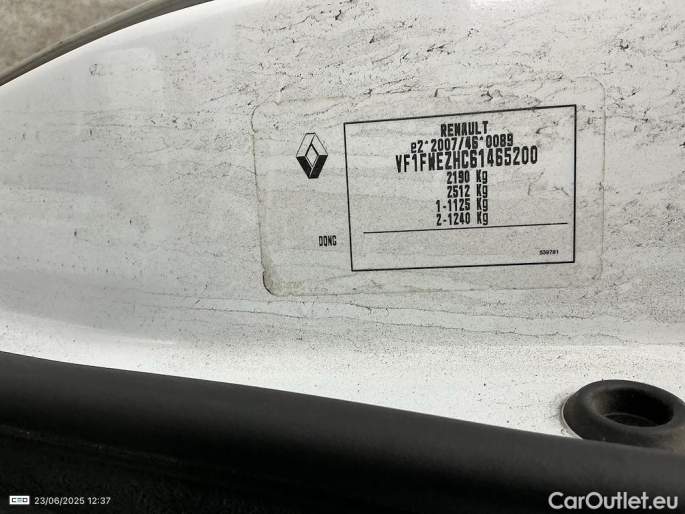 RENAULT
e2*2007/46*0089
VF1FWEZHC61465200
2190 Kg
2512 Kg
1-1125 Kg
2-1240 Kg
DONG
539781
23/06/2025 12:37
CarOutlet.eu